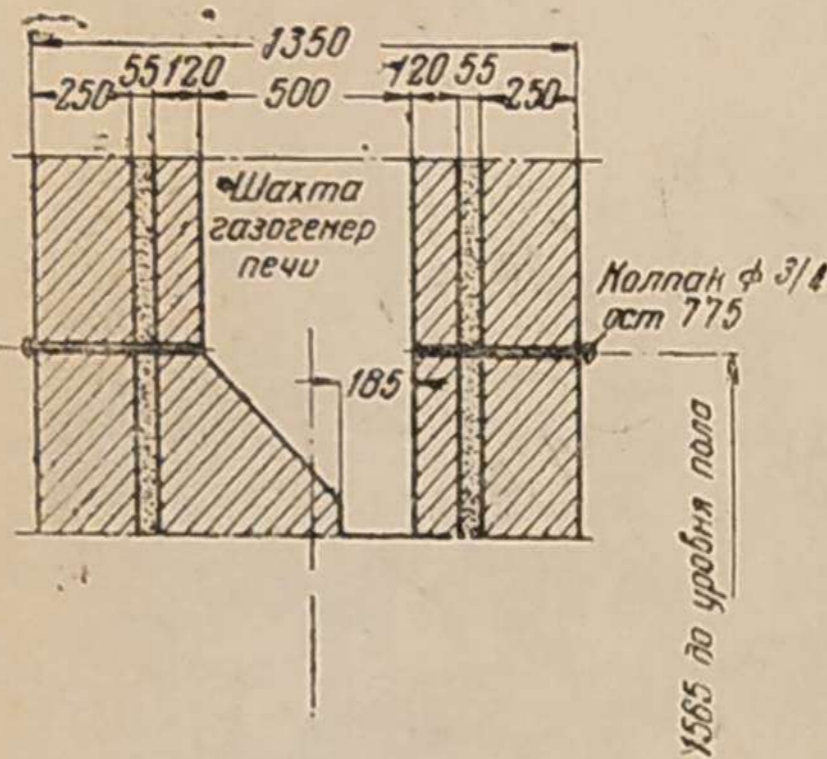 1350
250 55 120 500 120 55 250
Шахта
газогенер
печи
Колпак ф 3/4
ост 775
185
1565 до уровня пола